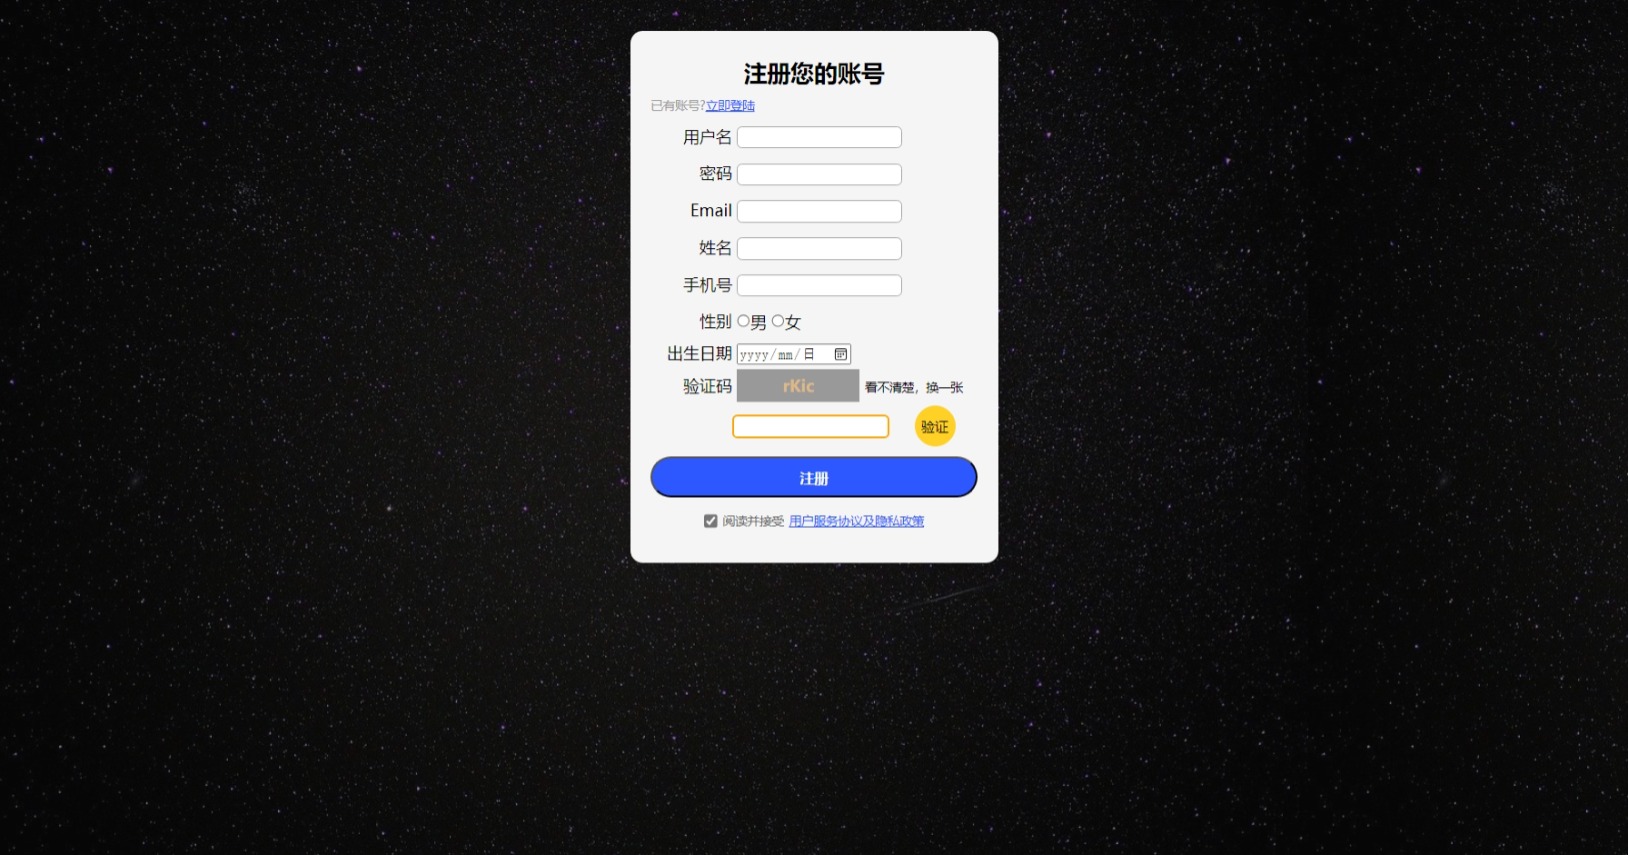 注册您的账号
已有账号?立即登陆
用户名
密码
Email
姓名
手机号
性别 男 女
出生日期 yyyy/mm/日
验证码 rKic 看不清楚，换一张
验证
注册
阅读并接受 用户服务协议及隐私政策